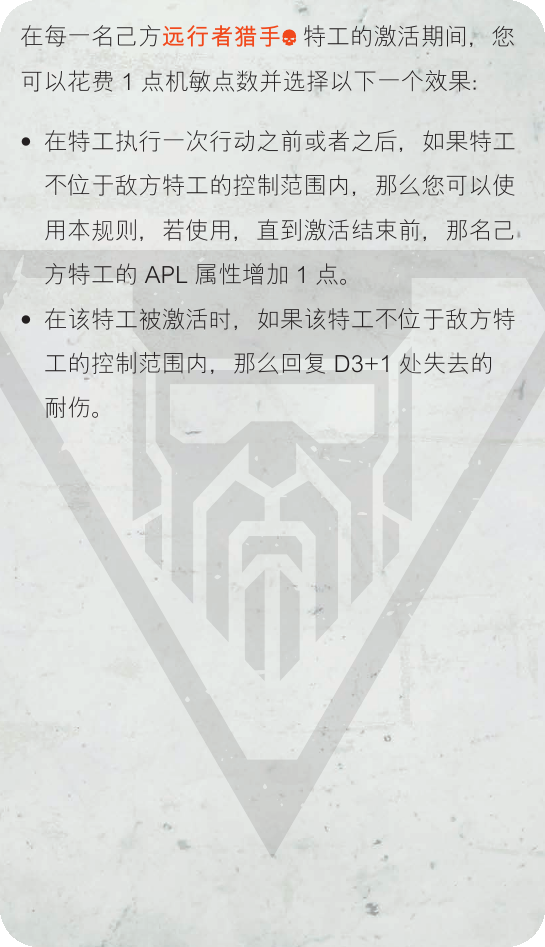 在每一名己方远行者猎手 特工的激活期间，您
可以花费 1 点机敏点数并选择以下一个效果:
• 在特工执行一次行动之前或者之后，如果特工
不位于敌方特工的控制范围内，那么您可以使
用本规则，若使用，直到激活结束前，那名己
方特工的 APL 属性增加 1 点。
• 在该特工被激活时，如果该特工不位于敌方特
工的控制范围内，那么回复 D3+1 处失去的
耐伤。